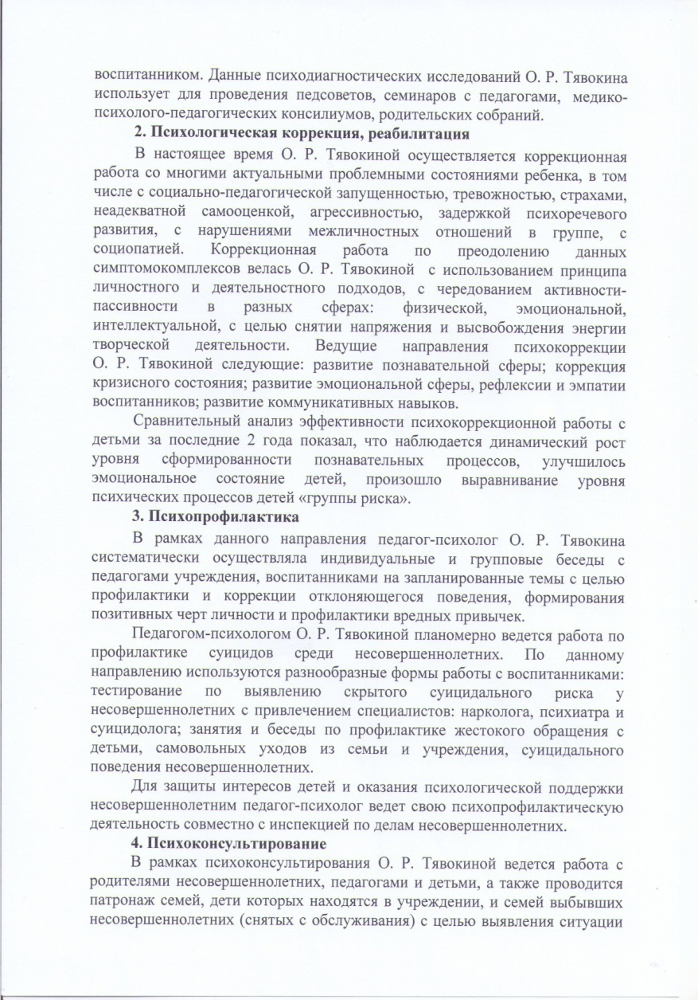 воспитанником. Данные психодиагностических исследований О. Р. Тявокина
использует для проведения педсоветов, семинаров с педагогами, медико-
психолого-педагогических консилиумов, родительских собраний.
2. Психологическая коррекция, реабилитация
В настоящее время О. Р. Тявокиной осуществляется коррекционная
работа со многими актуальными проблемными состояниями ребенка, в том
числе с социально-педагогической запущенностью, тревожностью, страхами,
неадекватной самооценкой, агрессивностью, задержкой психоречевого
развития, с нарушениями межличностных отношений в группе, с
социопатией. Коррекционная работа по преодолению данных
симптомокомплексов велась О. Р. Тявокиной с использованием принципа
личностного и деятельностного подходов, с чередованием активности-
пассивности в разных сферах: физической, эмоциональной,
интеллектуальной, с целью снятии напряжения и высвобождения энергии
творческой деятельности. Ведущие направления психокоррекции
О. Р. Тявокиной следующие: развитие познавательной сферы; коррекция
кризисного состояния; развитие эмоциональной сферы, рефлексии и эмпатии
воспитанников; развитие коммуникативных навыков.
Сравнительный анализ эффективности психокоррекционной работы с
детьми за последние 2 года показал, что наблюдается динамический рост
уровня сформированности познавательных процессов, улучшилось
эмоциональное состояние детей, произошло выравнивание уровня
психических процессов детей «группы риска».
3. Психопрофилактика
В рамках данного направления педагог-психолог О. Р. Тявокина
систематически осуществляла индивидуальные и групповые беседы с
педагогами учреждения, воспитанниками на запланированные темы с целью
профилактики и коррекции отклоняющегося поведения, формирования
позитивных черт личности и профилактики вредных привычек.
Педагогом-психологом О. Р. Тявокиной планомерно ведется работа по
профилактике суицидов среди несовершеннолетних. По данному
направлению используются разнообразные формы работы с воспитанниками:
тестирование по выявлению скрытого суицидального риска у
несовершеннолетних с привлечением специалистов: нарколога, психиатра и
суицидолога; занятия и беседы по профилактике жестокого обращения с
детьми, самовольных уходов из семьи и учреждения, суицидального
поведения несовершеннолетних.
Для защиты интересов детей и оказания психологической поддержки
несовершеннолетним педагог-психолог ведет свою психопрофилактическую
деятельность совместно с инспекцией по делам несовершеннолетних.
4. Психоконсультирование
В рамках психоконсультирования О. Р. Тявокиной ведется работа с
родителями несовершеннолетних, педагогами и детьми, а также проводится
патронаж семей, дети которых находятся в учреждении, и семей выбывших
несовершеннолетних (снятых с обслуживания) с целью выявления ситуации